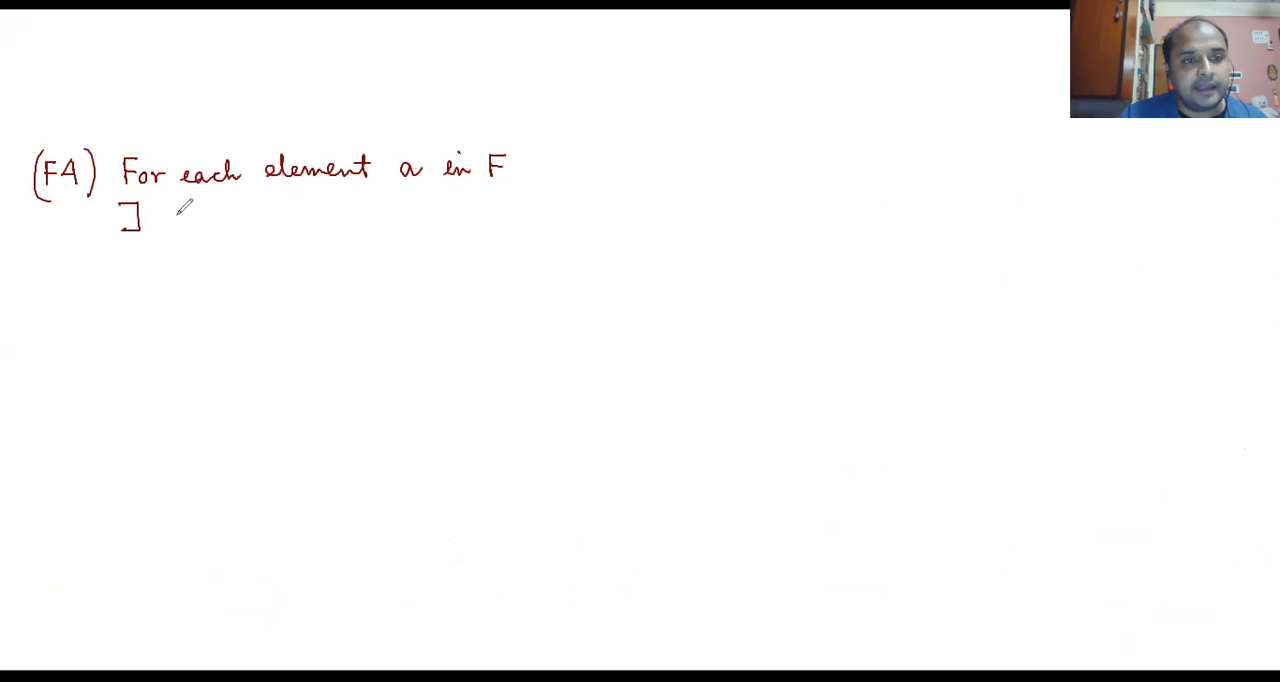 (F4) For each element a in F
∃